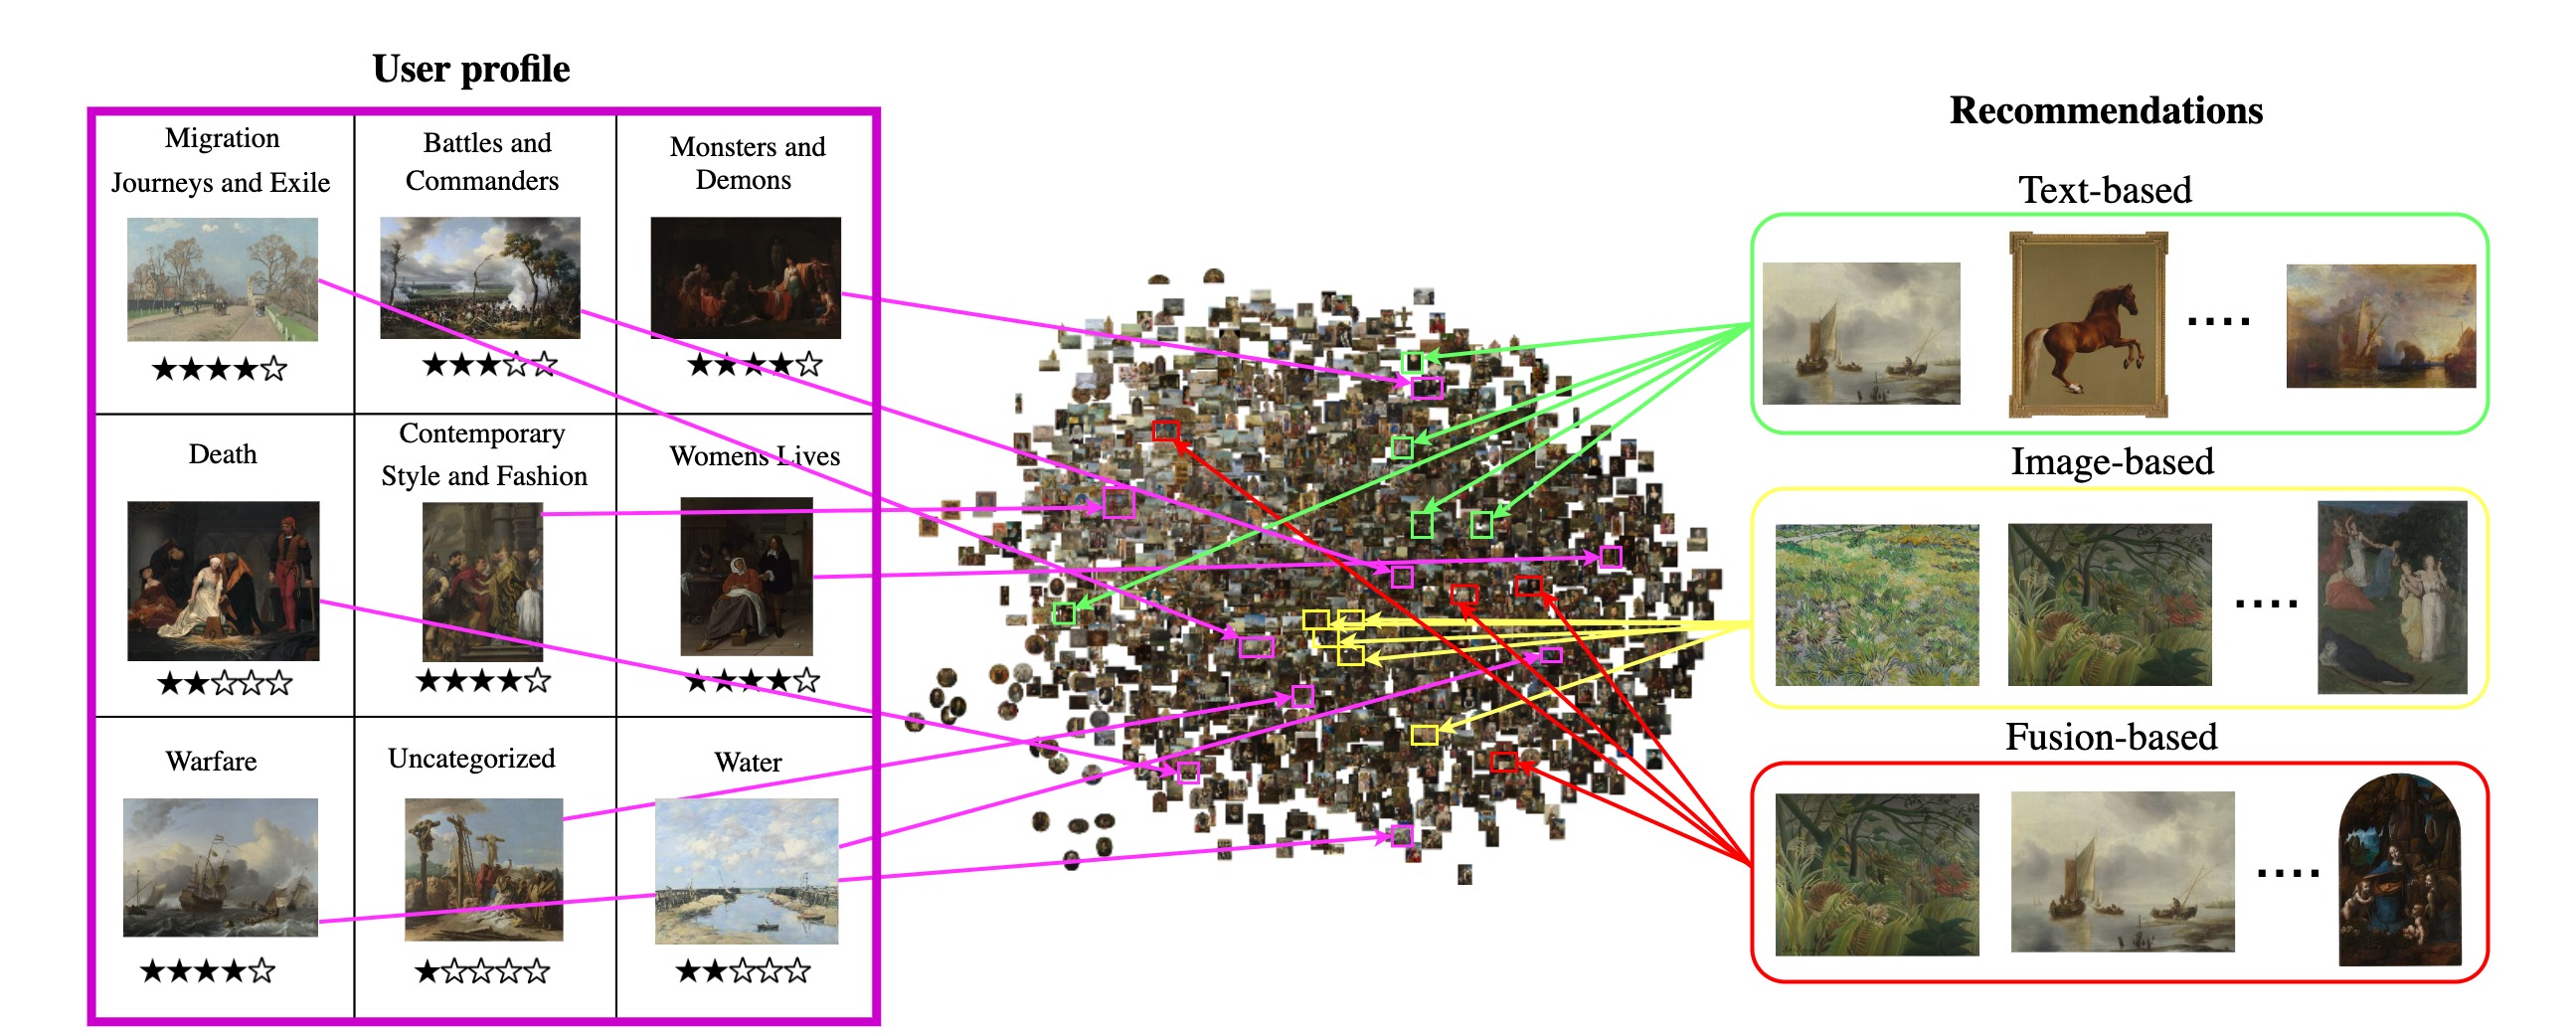 User profile
Migration
Journeys and Exile
Battles and
Commanders
Monsters and
Demons
Death
Contemporary
Style and Fashion
Womens Lives
Warfare
Uncategorized
Water
Recommendations
Text-based
Image-based
Fusion-based